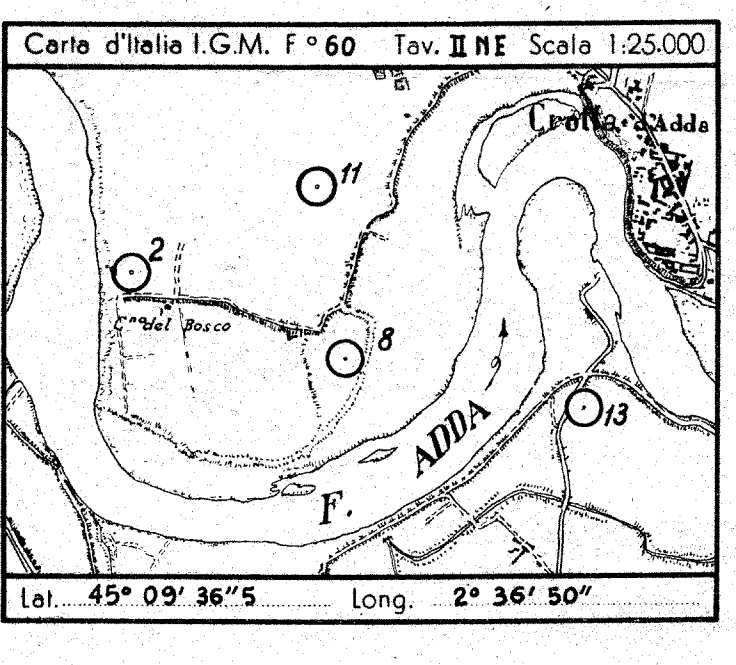 Carta d'Italia I.G.M. F° 60 Tav. II NE Scala 1:25.000
Crotta d'Adda
11
2
C.na del Bosco
8
13
F. ADDA
Lat. 45° 09' 36"5 Long. 2° 36' 50"